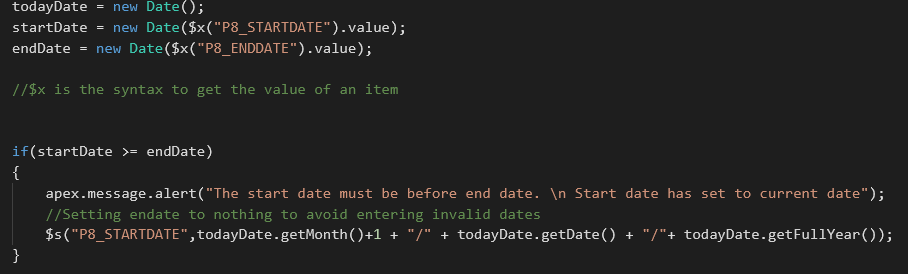 todayDate = new Date();
startDate = new Date($x("P8_STARTDATE").value);
endDate = new Date($x("P8_ENDDATE").value);
//$x is the syntax to get the value of an item
if(startDate >= endDate)
{
apex.message.alert("The start date must be before end date. \n Start date has set to current date");
//Setting endate to nothing to avoid entering invalid dates
$s("P8_STARTDATE",todayDate.getMonth()+1 + "/" + todayDate.getDate() + "/"+ todayDate.getFullYear());
}